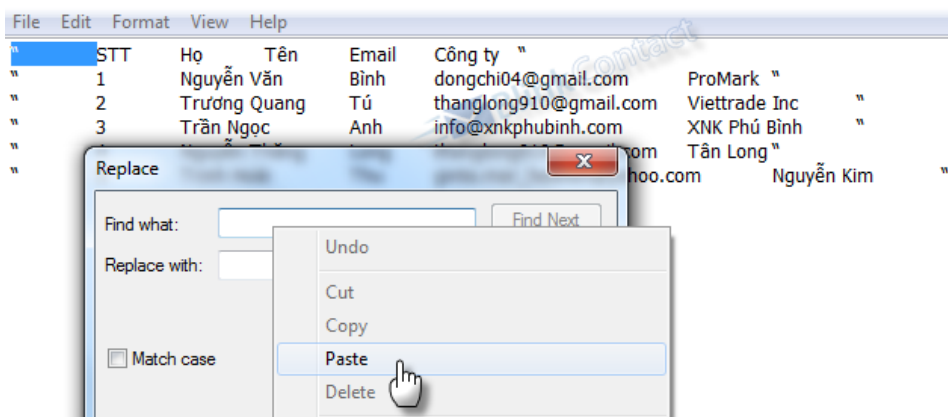 File Edit Format View Help
" STT Họ Tên Email Công ty "
" 1 Nguyễn Văn Bình dongchi04@gmail.com ProMark "
" 2 Trương Quang Tú thanglong910@gmail.com Viettrade Inc "
" 3 Trần Ngọc Anh info@xnkphubinh.com XNK Phú Bình "
" com Tân Long "
" hoo.com Nguyễn Kim "
Replace
Find what: Find Next
Replace with:
Match case
Undo
Cut
Copy
Paste
Delete